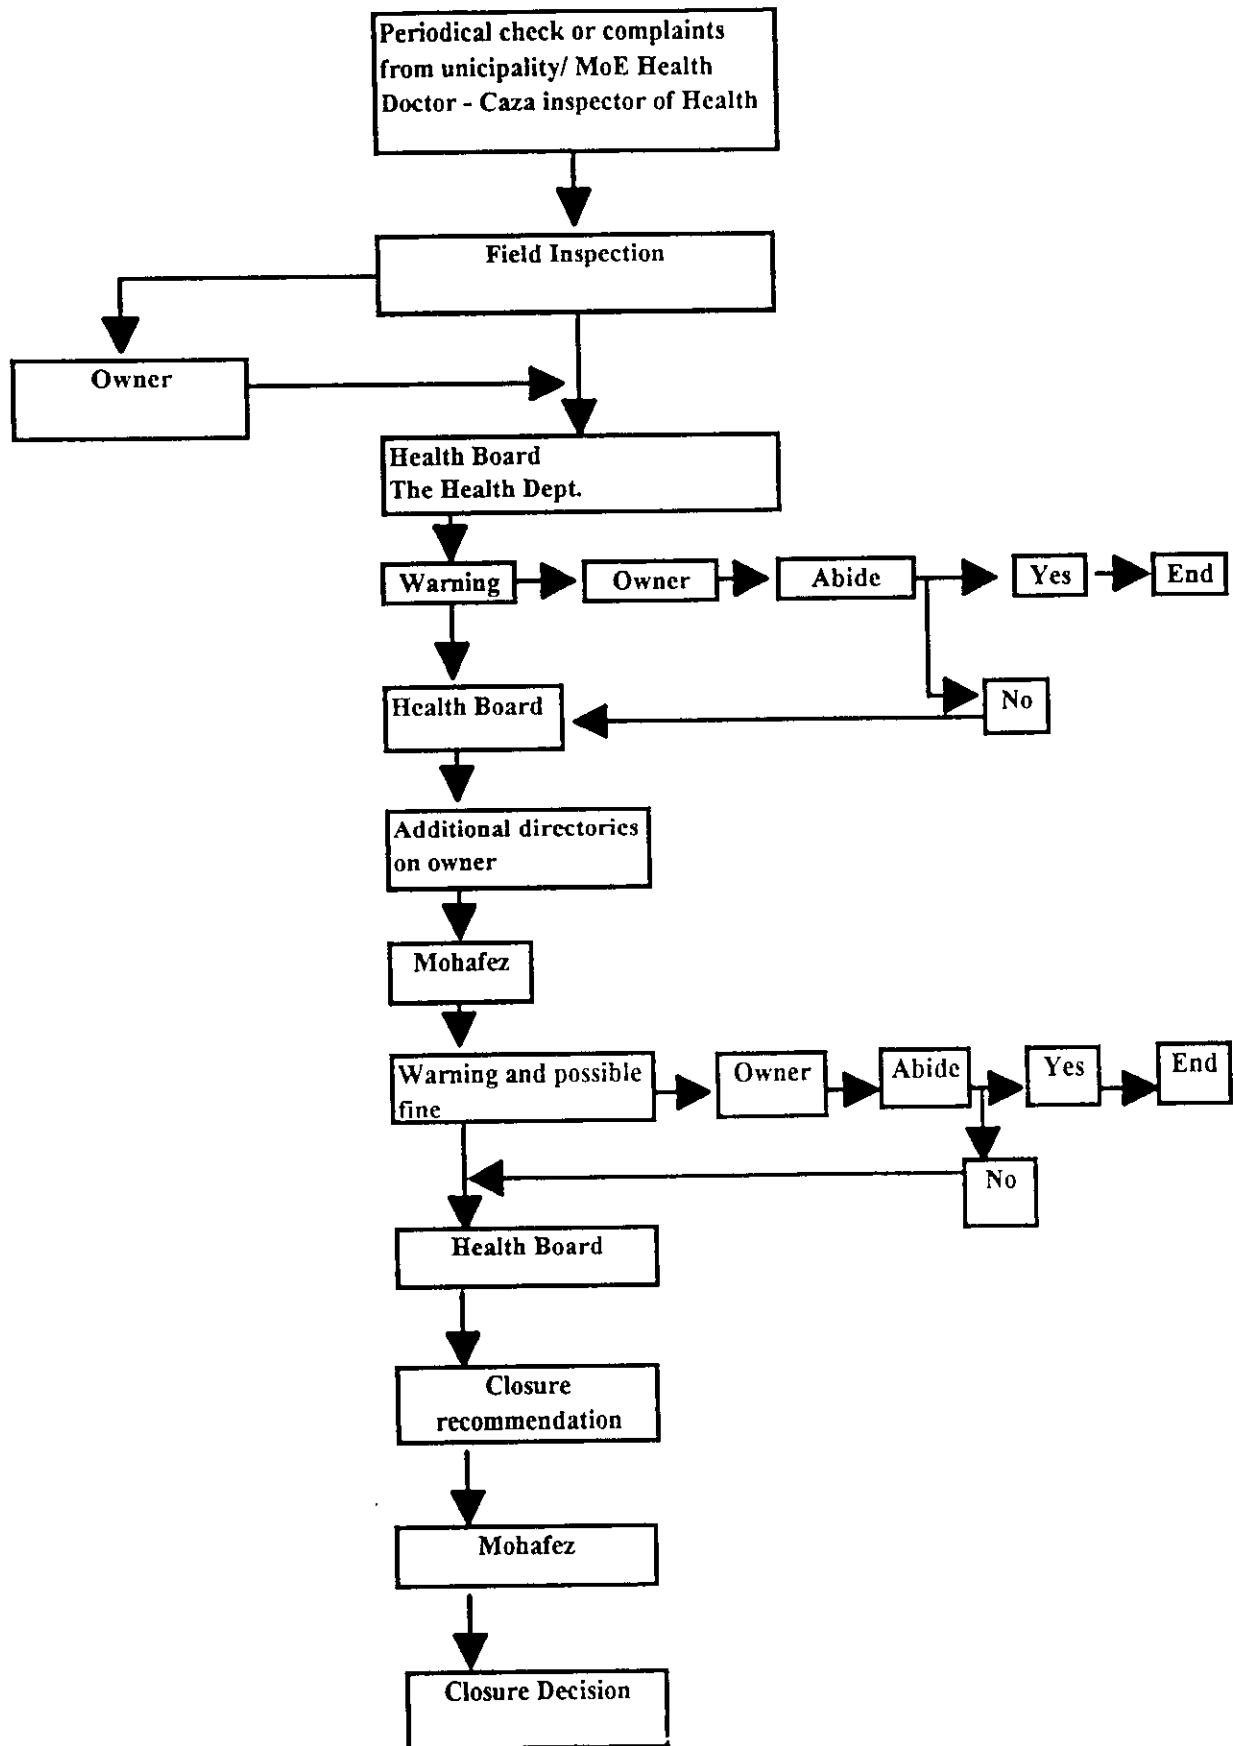 Periodical check or complaints
from unicipality/ MoE Health
Doctor - Caza inspector of Health
Field Inspection
Owner
Health Board
The Health Dept.
Warning
Owner
Abide
Yes
End
No
Health Board
Additional directories
on owner
Mohafez
Warning and possible
fine
Owner
Abide
Yes
End
No
Health Board
Closure
recommendation
Mohafez
Closure Decision